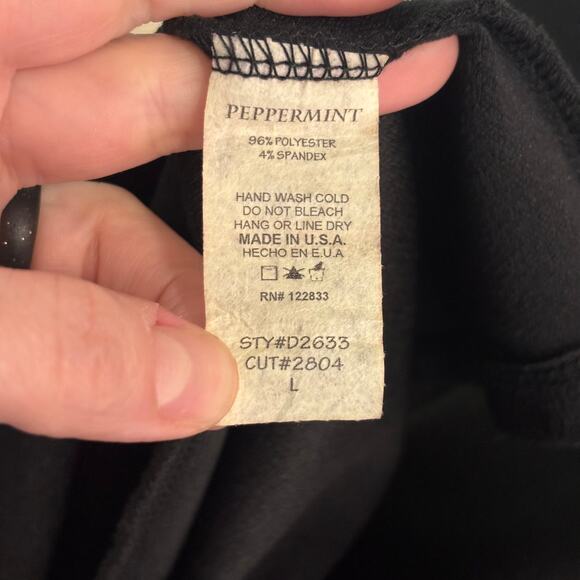 PEPPERMINT
96% POLYESTER
4% SPANDEX
HAND WASH COLD
DO NOT BLEACH
HANG OR LINE DRY
MADE IN U.S.A.
HECHO EN E.U.A
RN# 122833
STY#D2633
CUT#2804
L